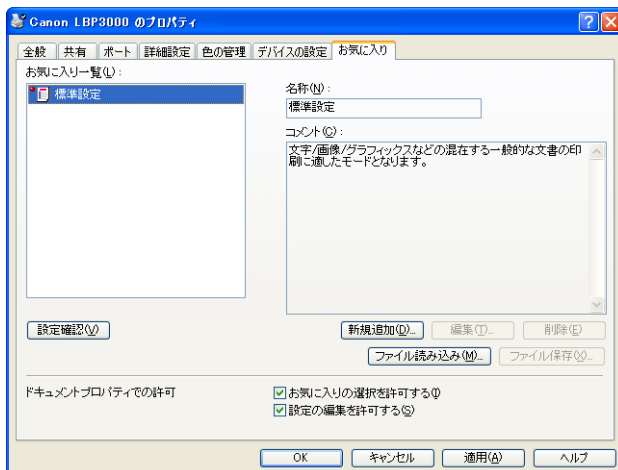 Canon LBP3000 のプロパティ
全般 共有 ポート 詳細設定 色の管理 デバイスの設定 お気に入り
お気に入り一覧(L):
標準設定
名称(N):
標準設定
コメント(C):
文字/画像/グラフィックスなどの混在する一般的な文書の印
刷に適したモードとなります。
設定確認(V)
新規追加(D)... 編集(T)... 削除(E)
ファイル読み込み(M)... ファイル保存(X)...
ドキュメントプロパティでの許可
お気に入りの選択を許可する(I)
設定の編集を許可する(S)
OK キャンセル 適用(A) ヘルプ